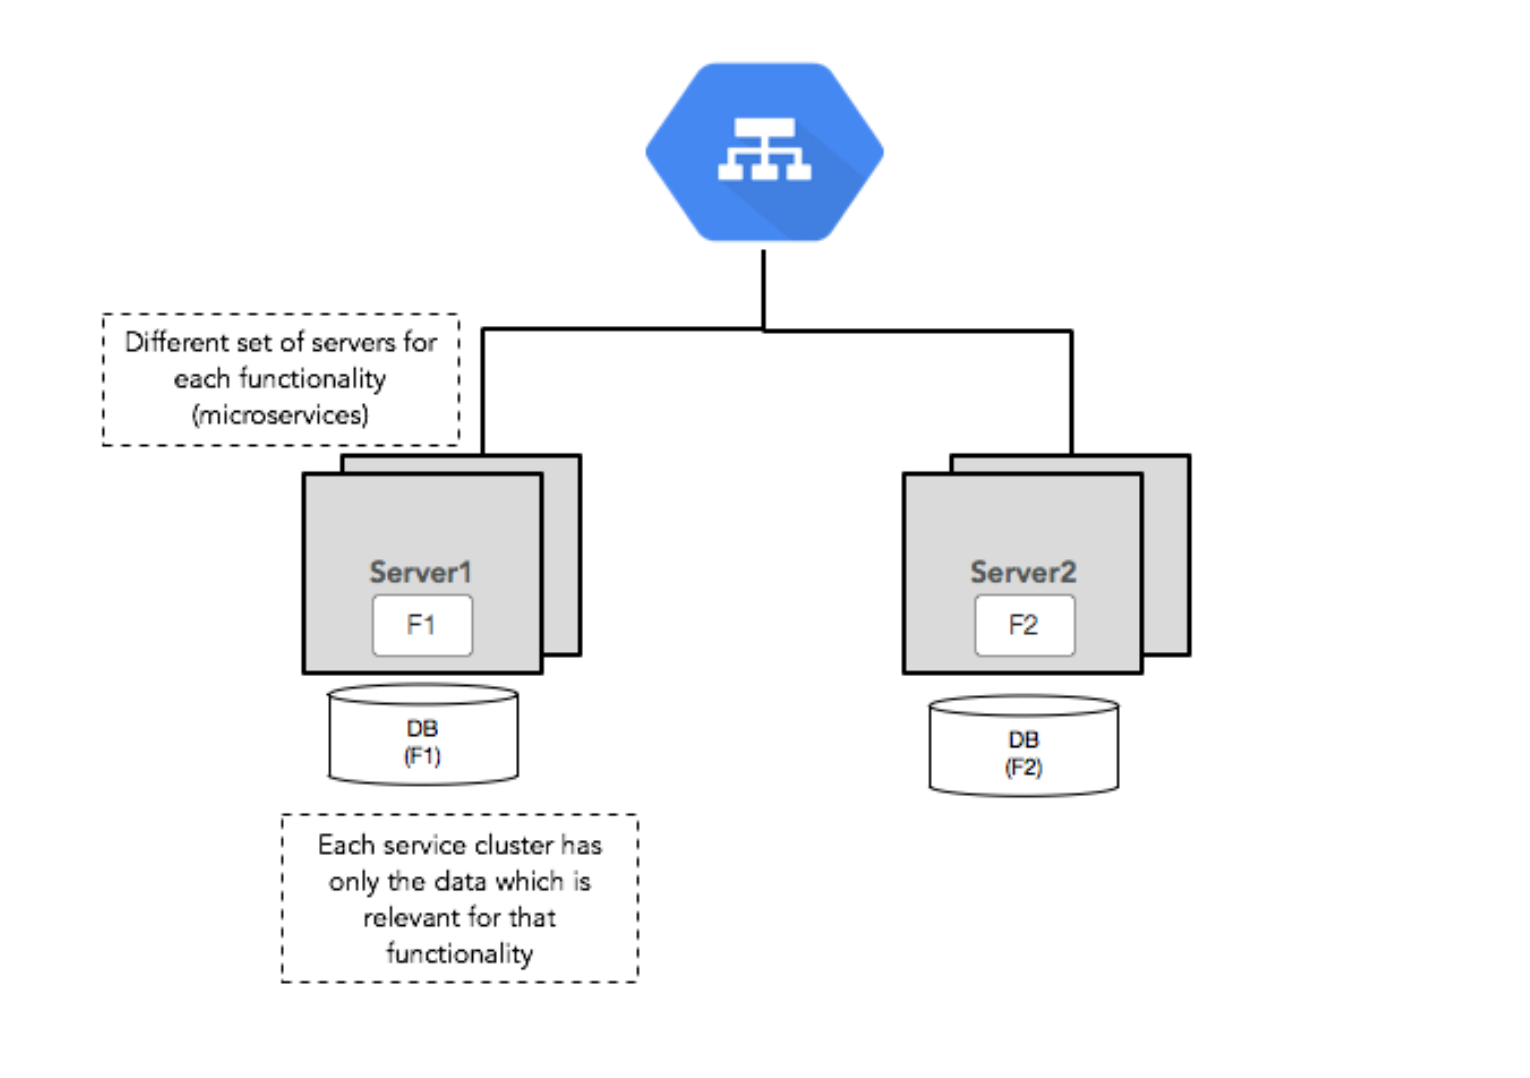 Different set of servers for
each functionality
(microservices)
Server1
F1
Server2
F2
DB
(F1)
DB
(F2)
Each service cluster has
only the data which is
relevant for that
functionality